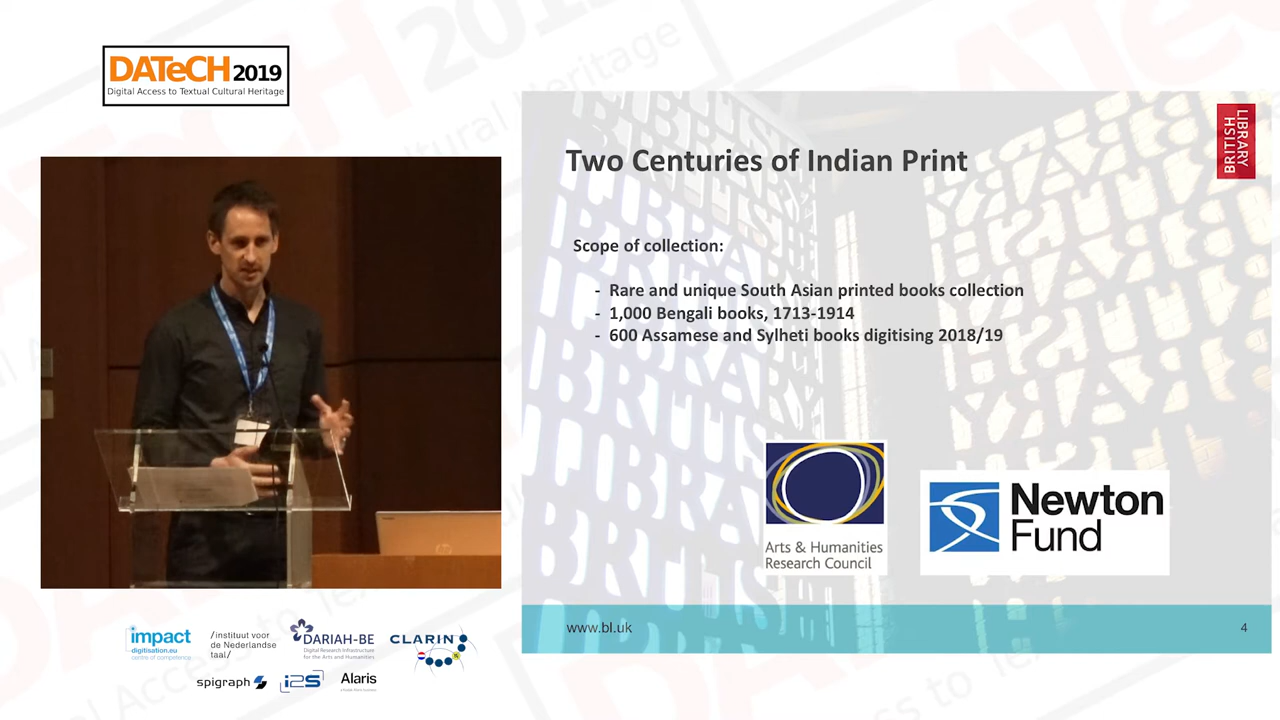 DATeCH 2019
Digital Access to Textual Cultural Heritage
LIBRARY
BRITISH
Two Centuries of Indian Print
Scope of collection:
- Rare and unique South Asian printed books collection
- 1,000 Bengali books, 1713-1914
- 600 Assamese and Sylheti books digitising 2018/19
Arts & Humanities
Research Council
Newton
Fund
www.bl.uk
4
impact
digitisation.eu
centre of competence
/instituut voor
de Nederlandse
taal/
DARIAH-BE
Digital Research Infrastructure
for the Arts and Humanities
CLARIN
spigraph
i2S
Alaris